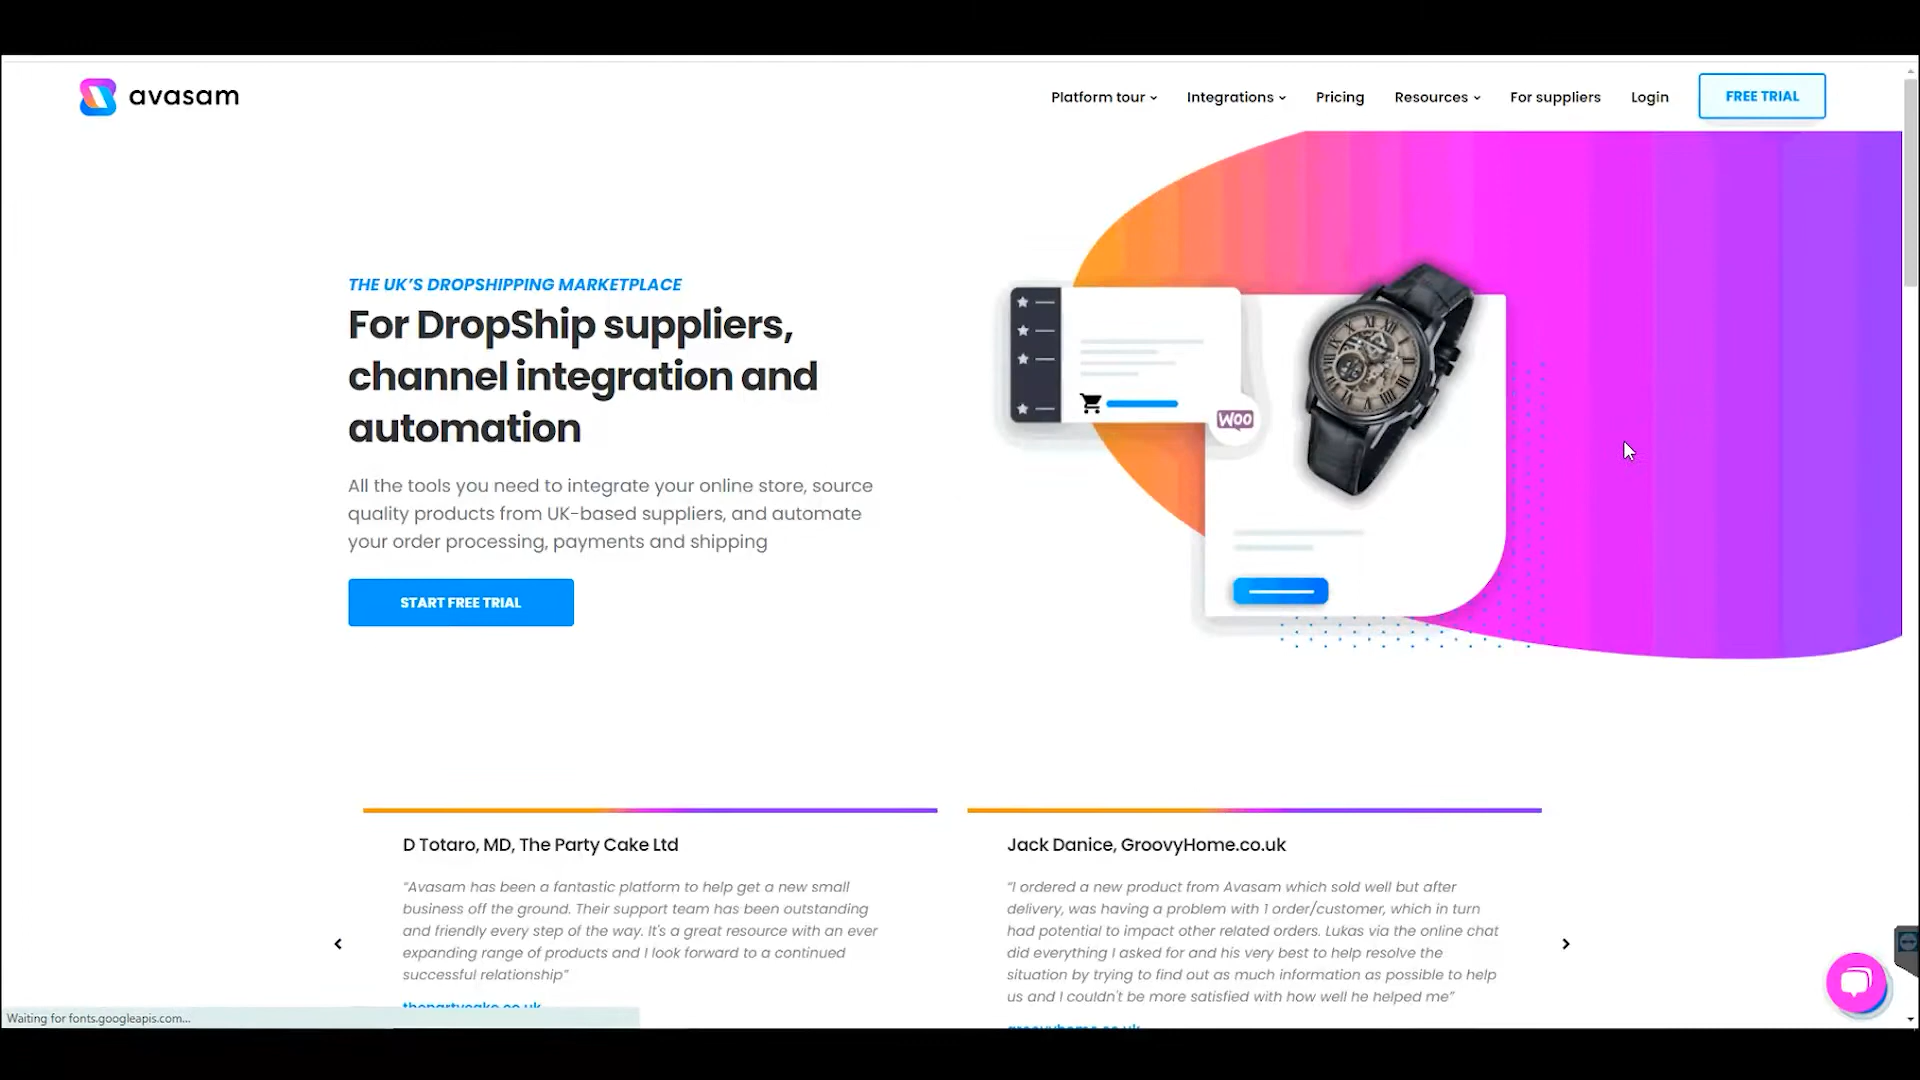 avasam
Platform tour
Integrations
Pricing
Resources
For suppliers
Login
FREE TRIAL
THE UK'S DROPSHIPPING MARKETPLACE
For DropShip suppliers,
channel integration and
automation
All the tools you need to integrate your online store, source
quality products from UK-based suppliers, and automate
your order processing, payments and shipping
START FREE TRIAL
WOO
D Totaro, MD, The Party Cake Ltd
“Avasam has been a fantastic platform to help get a new small
business off the ground. Their support team has been outstanding
and friendly every step of the way. It's a great resource with an ever
expanding range of products and I look forward to a continued
successful relationship”
thepartycake.co.uk
Jack Danice, GroovyHome.co.uk
“I ordered a new product from Avasam which sold well but after
delivery, was having a problem with 1 order/customer, which in turn
had potential to impact other related orders. Lukas via the online chat
did everything I asked for and his very best to help resolve the
situation by trying to find out as much information as possible to help
us and I couldn't be more satisfied with how well he helped me”
groovyhome.co.uk
Waiting for fonts.googleapis.com...